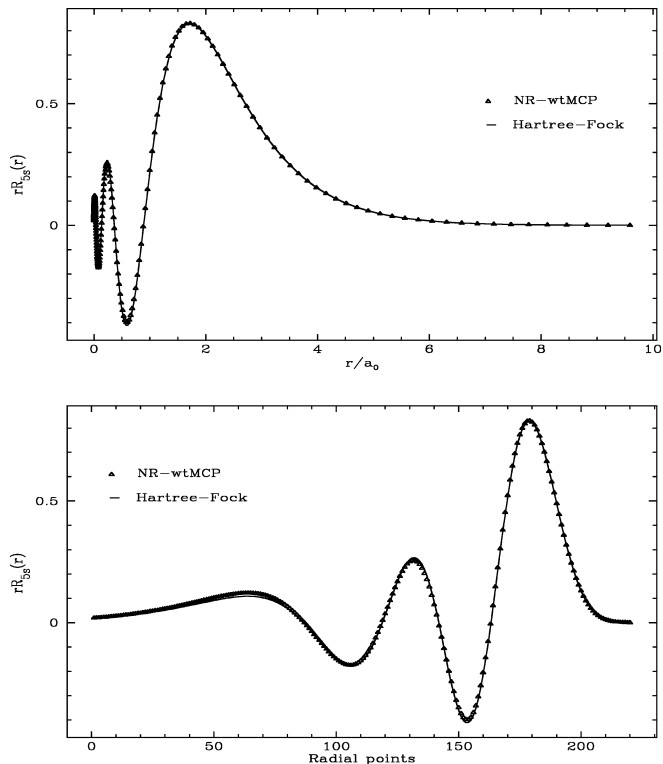 0.5
0
rR5s(r)
NR−wtMCP
Hartree−Fock
0 2 4 6 8 10
r/a0
0.5
0
rR5s(r)
NR−wtMCP
Hartree−Fock
0 50 100 150 200
Radial points